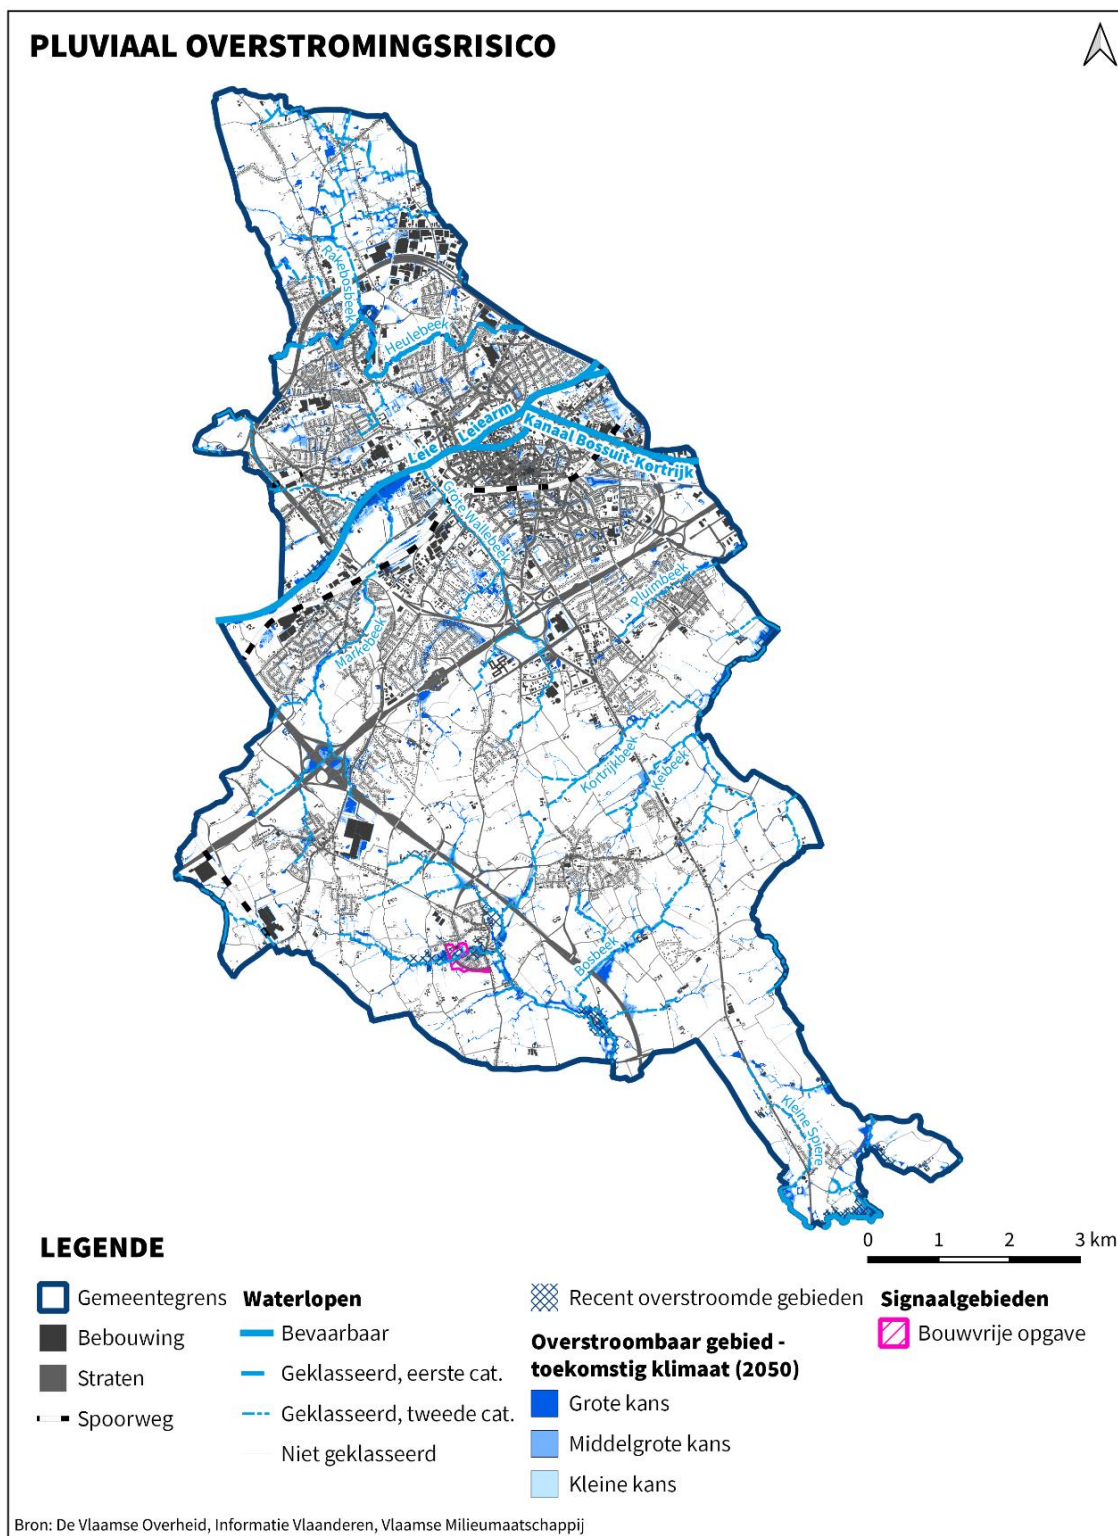 PLUVIAAL OVERSTROMINGSRISICO
Rakebosbeek
Heulebeek
Leie
Leiearm
Kanaal Bossuit-Kortrijk
Grote Wallebeek
Pluimbeek
Markebeek
Kortrijkbeek
Keibeek
Bosbeek
Kleine Spiere
LEGENDE
0 1 2 3 km
Gemeentegrens
Bebouwing
Straten
Spoorweg
Waterlopen
Bevaarbaar
Geklasseerd, eerste cat.
Geklasseerd, tweede cat.
Niet geklasseerd
Recent overstroomde gebieden
Overstroombaar gebied -
toekomstig klimaat (2050)
Grote kans
Middelgrote kans
Kleine kans
Signaalgebieden
Bouwvrije opgave
Bron: De Vlaamse Overheid, Informatie Vlaanderen, Vlaamse Milieumaatschappij